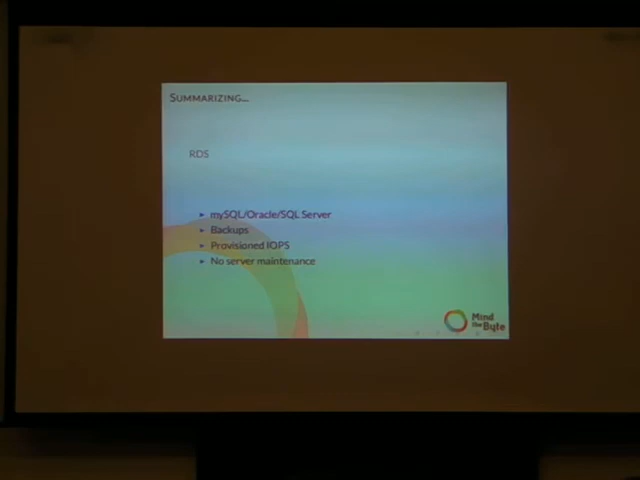 Summarizing...
RDS
mySQL/Oracle/SQL Server
Backups
Provisioned IOPS
No server maintenance
Mind
the Byte